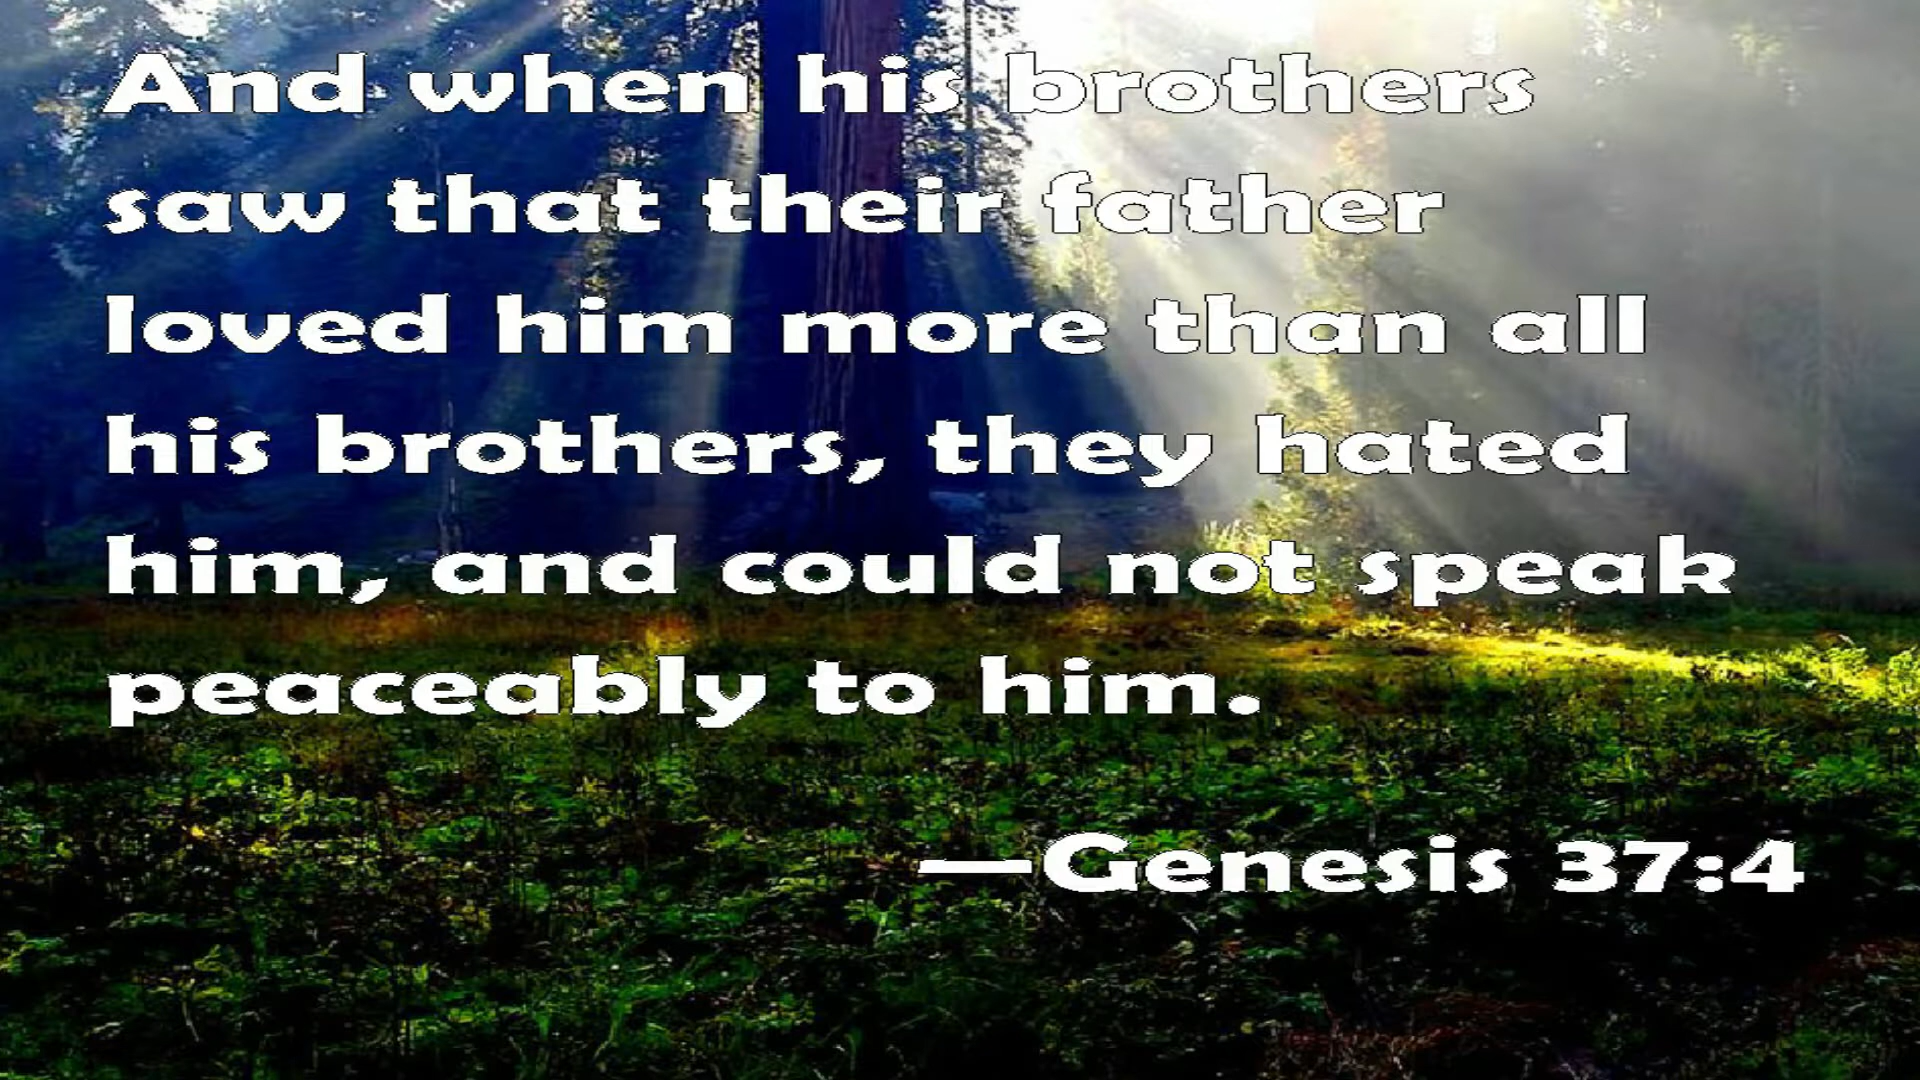 And when his brothers
saw that their father
loved him more than all
his brothers, they hated
him, and could not speak
peaceably to him.
—Genesis 37:4